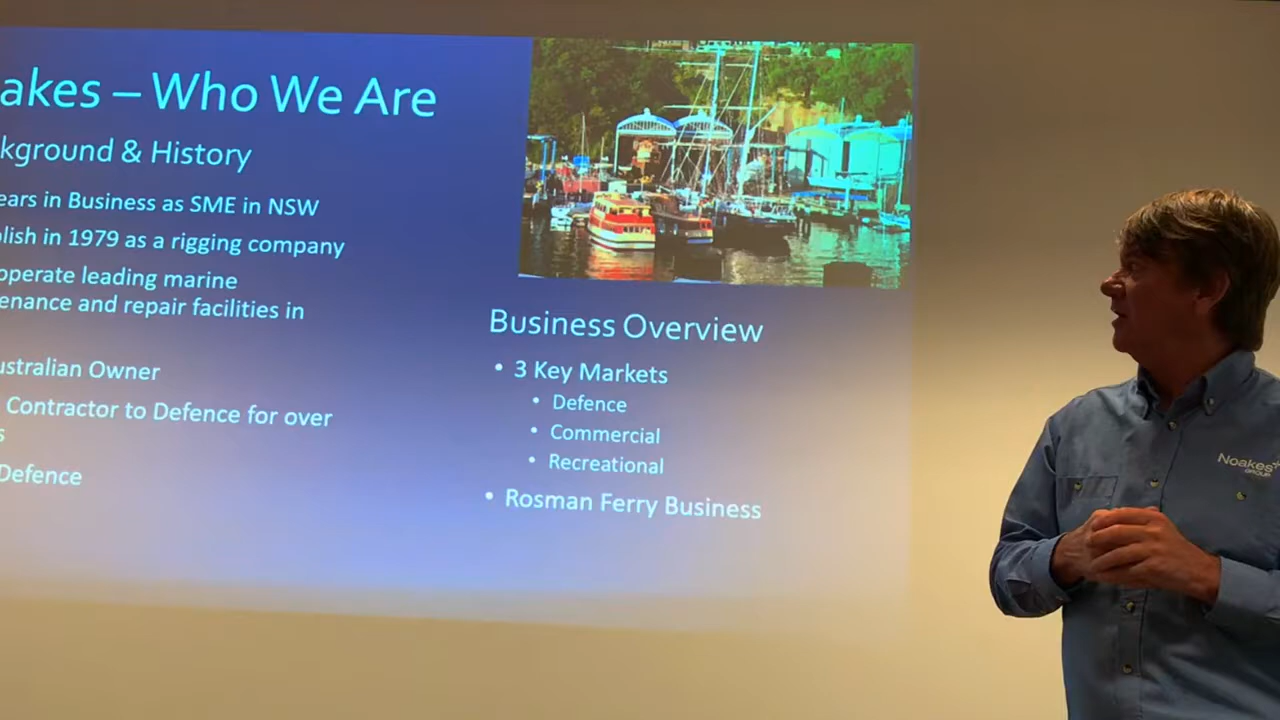 akes – Who We Are
kground & History
ears in Business as SME in NSW
lish in 1979 as a rigging company
operate leading marine
enance and repair facilities in
ustralian Owner
Contractor to Defence for over
s
Defence
Business Overview
• 3 Key Markets
• Defence
• Commercial
• Recreational
• Rosman Ferry Business
Noakes
GROUP